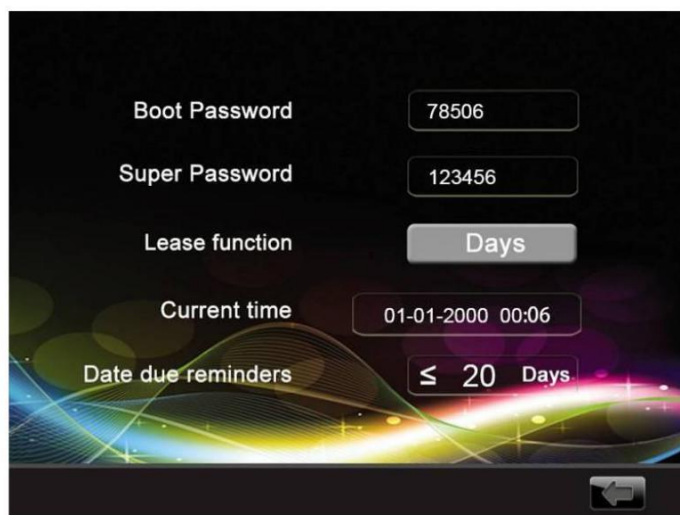 Boot Password 78506
Super Password 123456
Lease function Days
Current time 01-01-2000 00:06
Date due reminders ≤ 20 Days